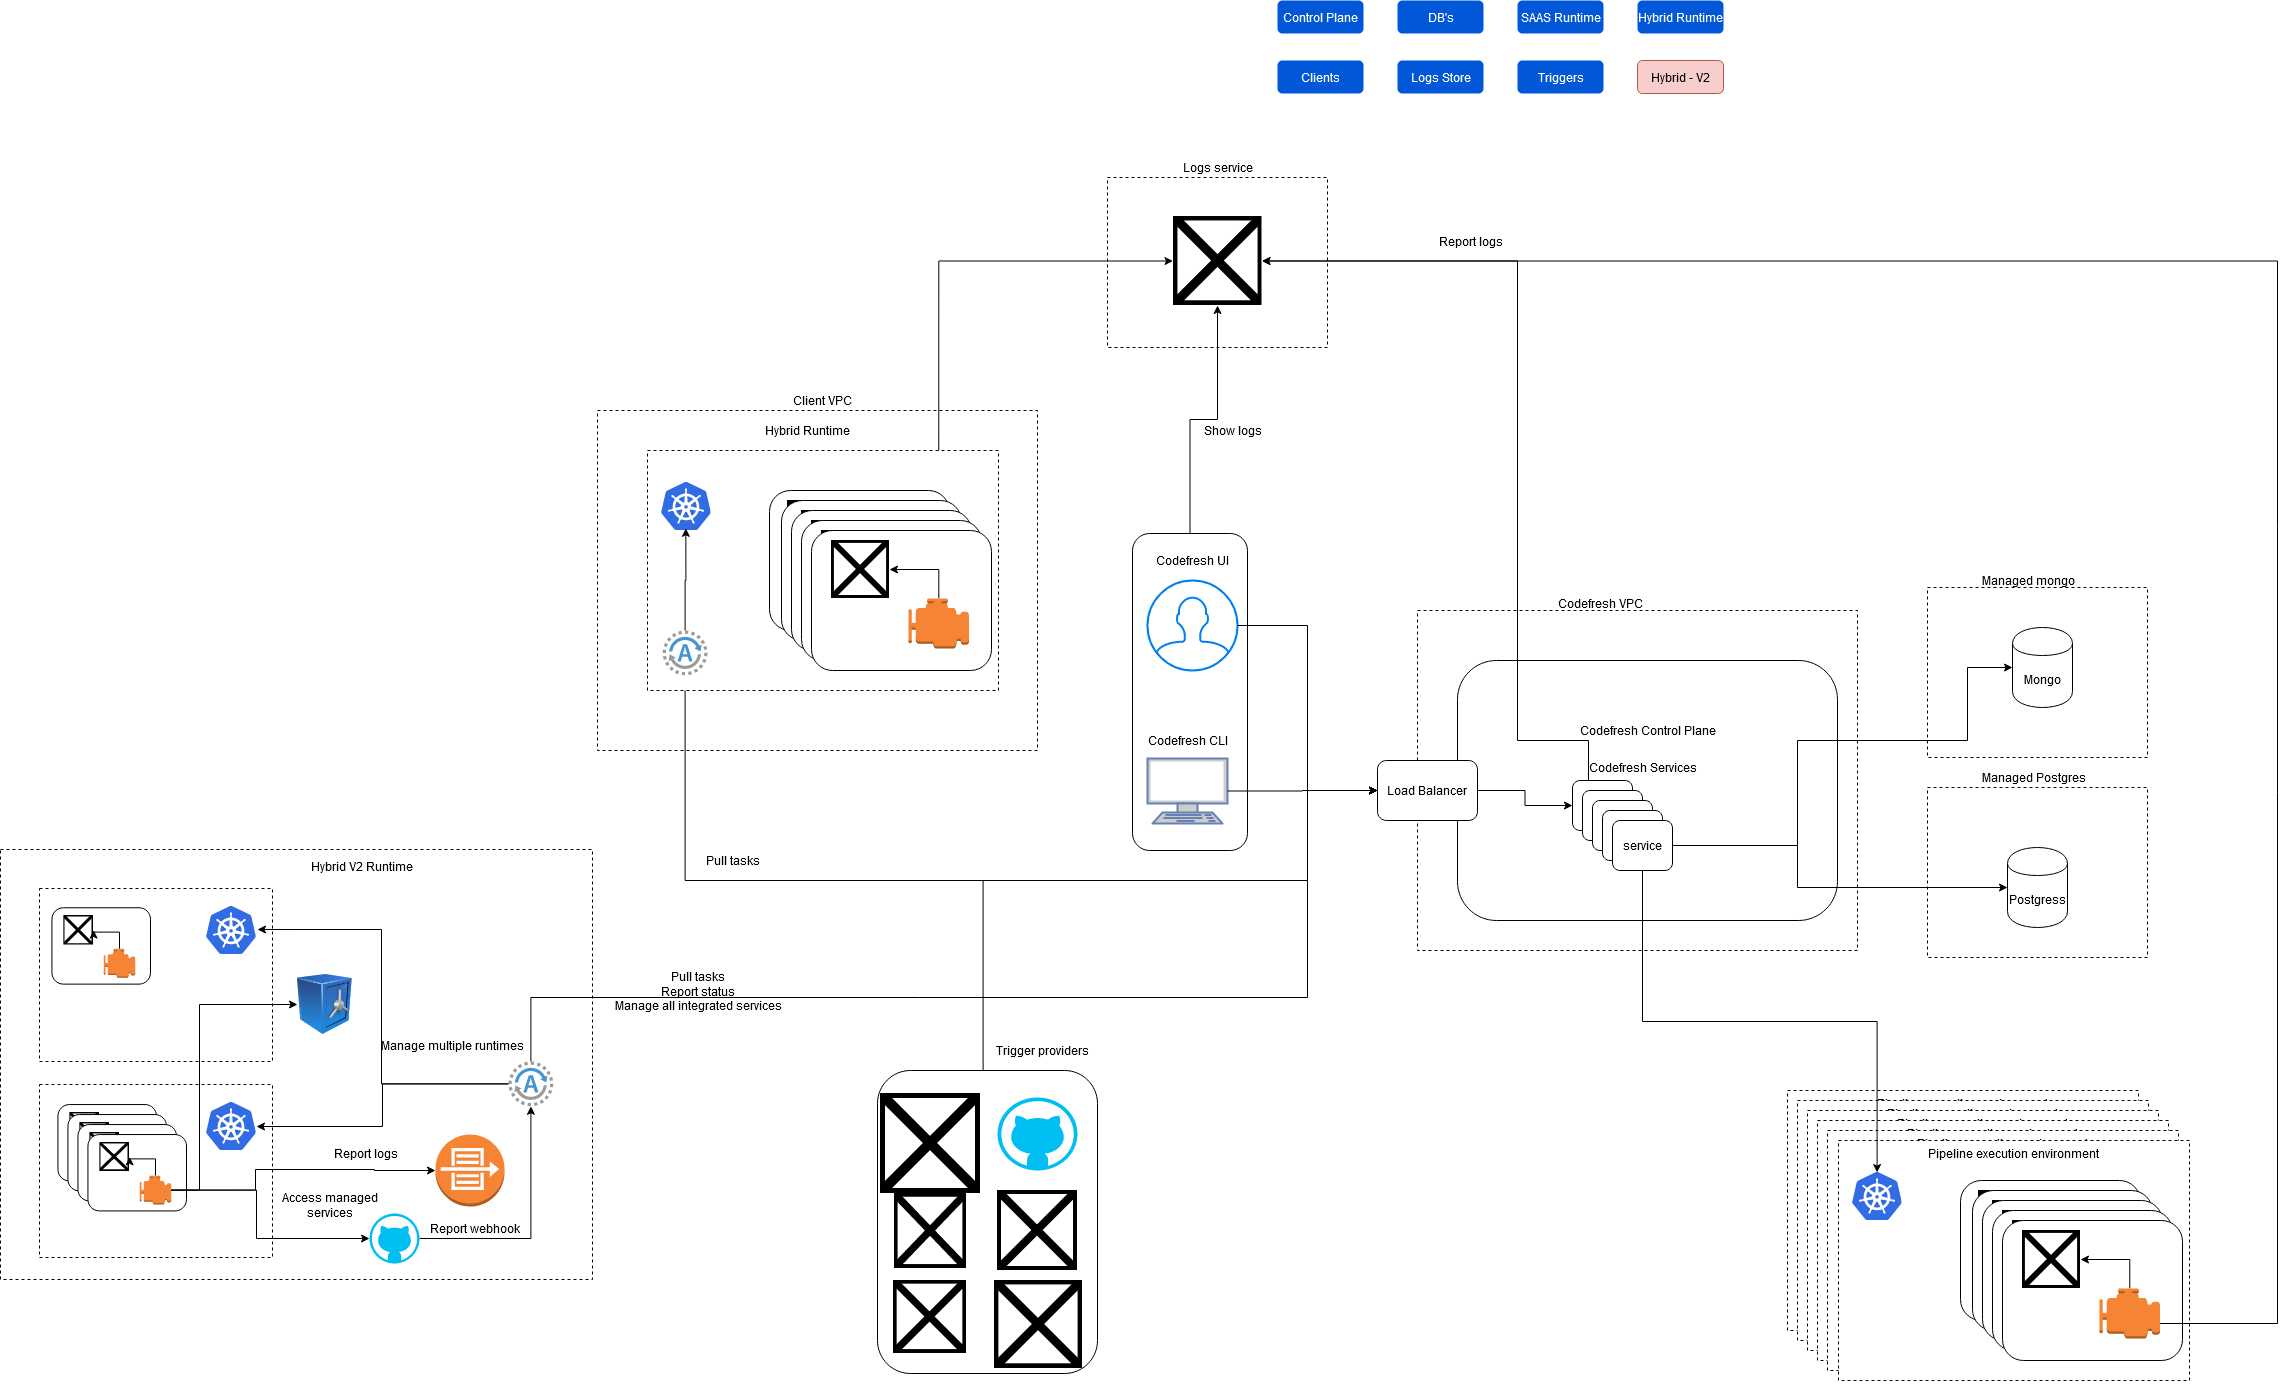 Control Plane
DB's
SAAS Runtime
Hybrid Runtime
Clients
Logs Store
Triggers
Hybrid - V2
Logs service
Report logs
Client VPC
Hybrid Runtime
Show logs
Codefresh UI
Codefresh CLI
Codefresh VPC
Managed mongo
Mongo
Codefresh Control Plane
Codefresh Services
Load Balancer
service
Managed Postgres
Postgress
Pull tasks
Hybrid V2 Runtime
Pull tasks
Report status
Manage all integrated services
Manage multiple runtimes
Trigger providers
Report logs
Access managed
services
Report webhook
A
A
Pipeline execution environment